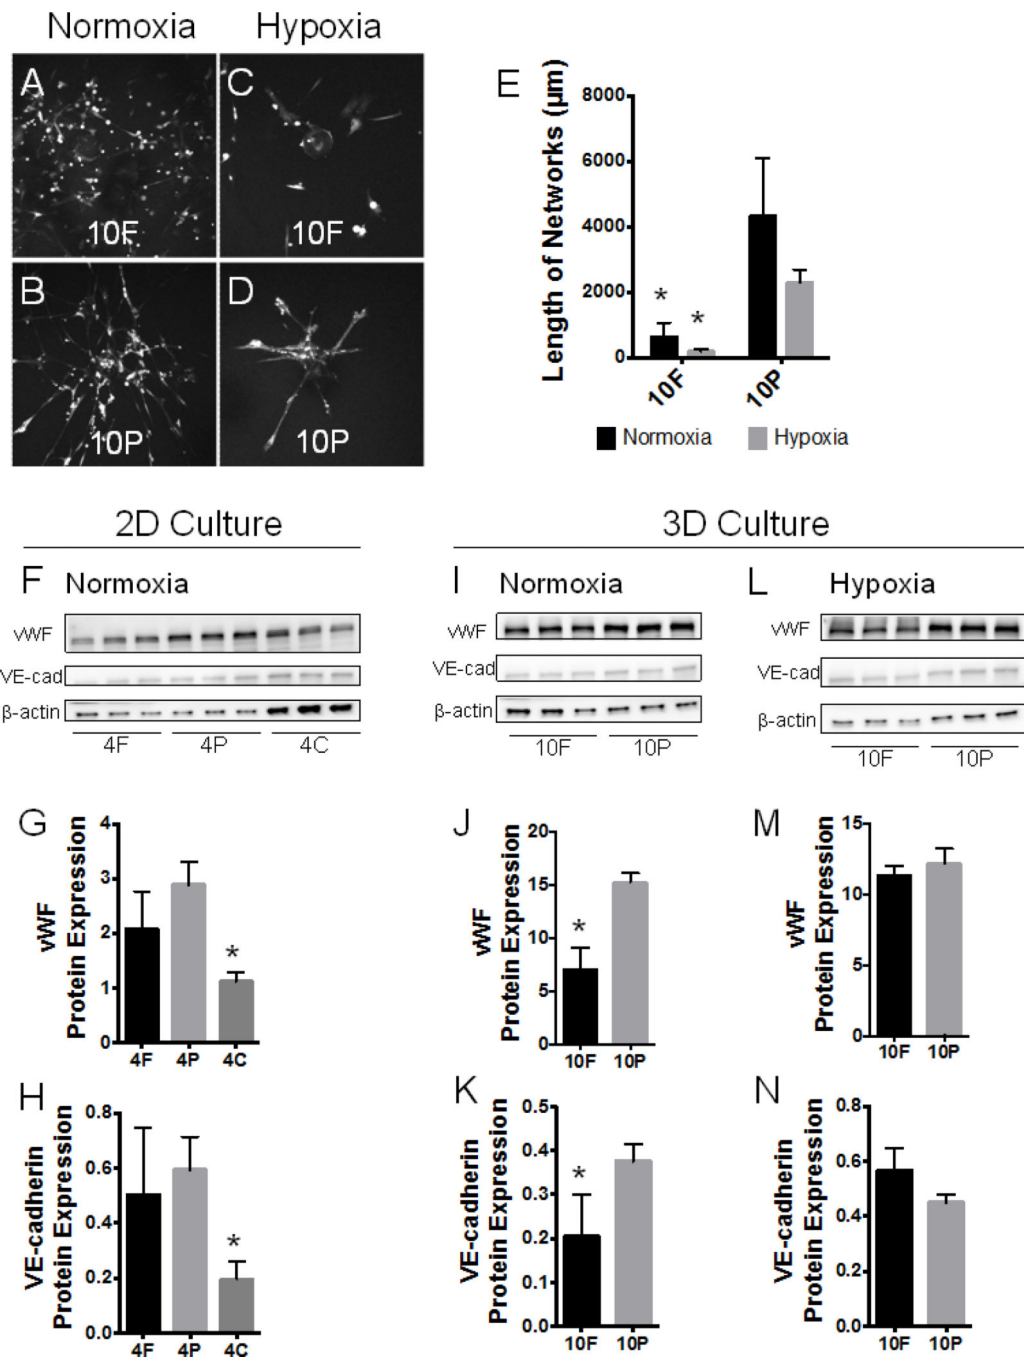 Normoxia Hypoxia
A
C
10F
10F
B
D
10P
10P
E
Length of Networks (µm)
8000
6000
4000
2000
0
*
*
10F
10P
Normoxia
Hypoxia
2D Culture
3D Culture
F Normoxia
vWF
VE-cad
β-actin
4F
4P
4C
I Normoxia
vWF
VE-cad
β-actin
10F
10P
L Hypoxia
vWF
VE-cad
β-actin
10F
10P
G
vWF
Protein Expression
4
3
2
1
0
*
4F
4P
4C
J
vWF
Protein Expression
20
15
10
5
0
*
10F
10P
M
vWF
Protein Expression
15
10
5
0
10F
10P
H
VE-cadherin
Protein Expression
0.8
0.6
0.4
0.2
0.0
*
4F
4P
4C
K
VE-cadherin
Protein Expression
0.5
0.4
0.3
0.2
0.1
0.0
*
10F
10P
N
VE-cadherin
Protein Expression
0.8
0.6
0.4
0.2
0.0
10F
10P